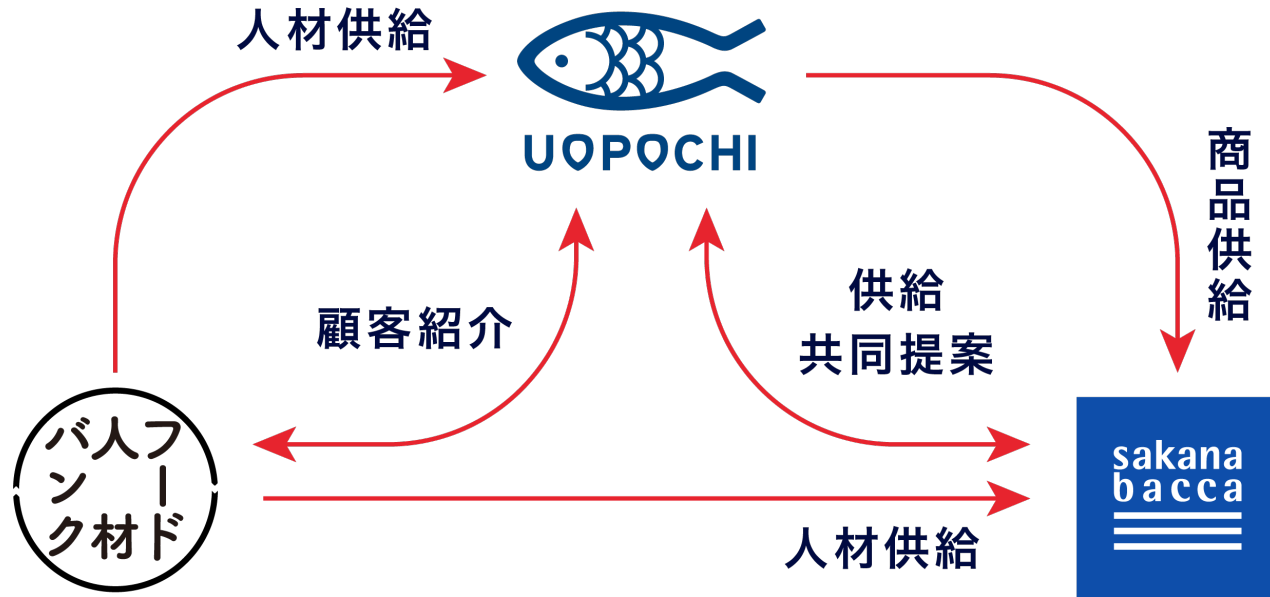 人材供給
UOPOCHI
商品供給
顧客紹介
供給
共同提案
フード
人材
バンク
sakana
bacca
人材供給